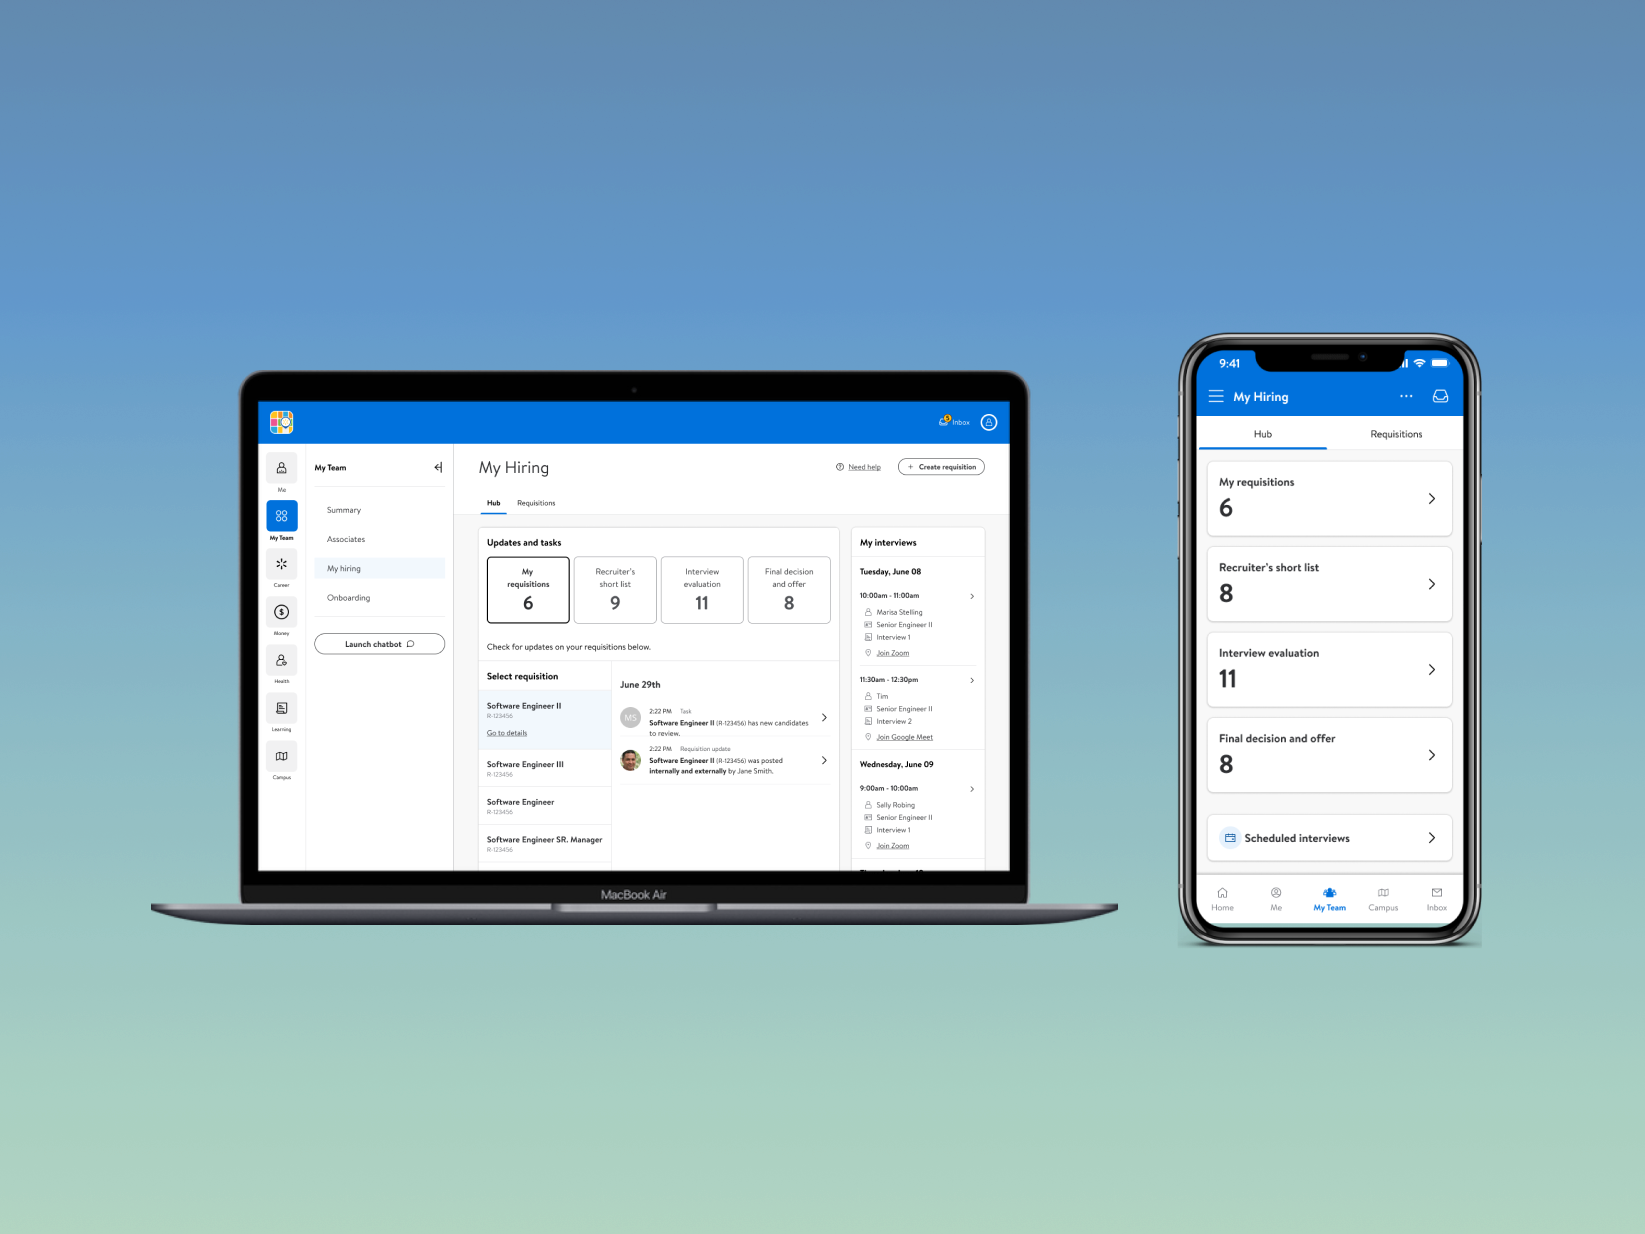 5
Inbox
Me
My Team
Career
Money
Health
Learning
Campus
My Team
Summary
Associates
My hiring
Onboarding
Launch chatbot
My Hiring
Need help
+ Create requisition
Hub
Requisitions
Updates and tasks
My
requisitions
6
Recruiter's
short list
9
Interview
evaluation
11
Final decision
and offer
8
Check for updates on your requisitions below.
Select requisition
Software Engineer II
R-123456
Go to details
Software Engineer III
R-123456
Software Engineer
R-123456
Software Engineer SR. Manager
R-123456
June 29th
MS
2:22 PM Task
Software Engineer II (R-123456) has new candidates
to review.
2:22 PM Requisition update
Software Engineer II (R-123456) was posted
internally and externally by Jane Smith.
My interviews
Tuesday, June 08
10:00am - 11:00am
Marisa Stelling
Senior Engineer II
Interview 1
Join Zoom
11:30am - 12:30pm
Tim
Senior Engineer II
Interview 2
Join Google Meet
Wednesday, June 09
9:00am - 10:00am
Sally Robing
Senior Engineer II
Interview 1
Join Zoom
MacBook Air
9:41
My Hiring
Hub
Requisitions
My requisitions
6
Recruiter's short list
8
Interview evaluation
11
Final decision and offer
8
Scheduled interviews
Home
Me
My Team
Campus
Inbox